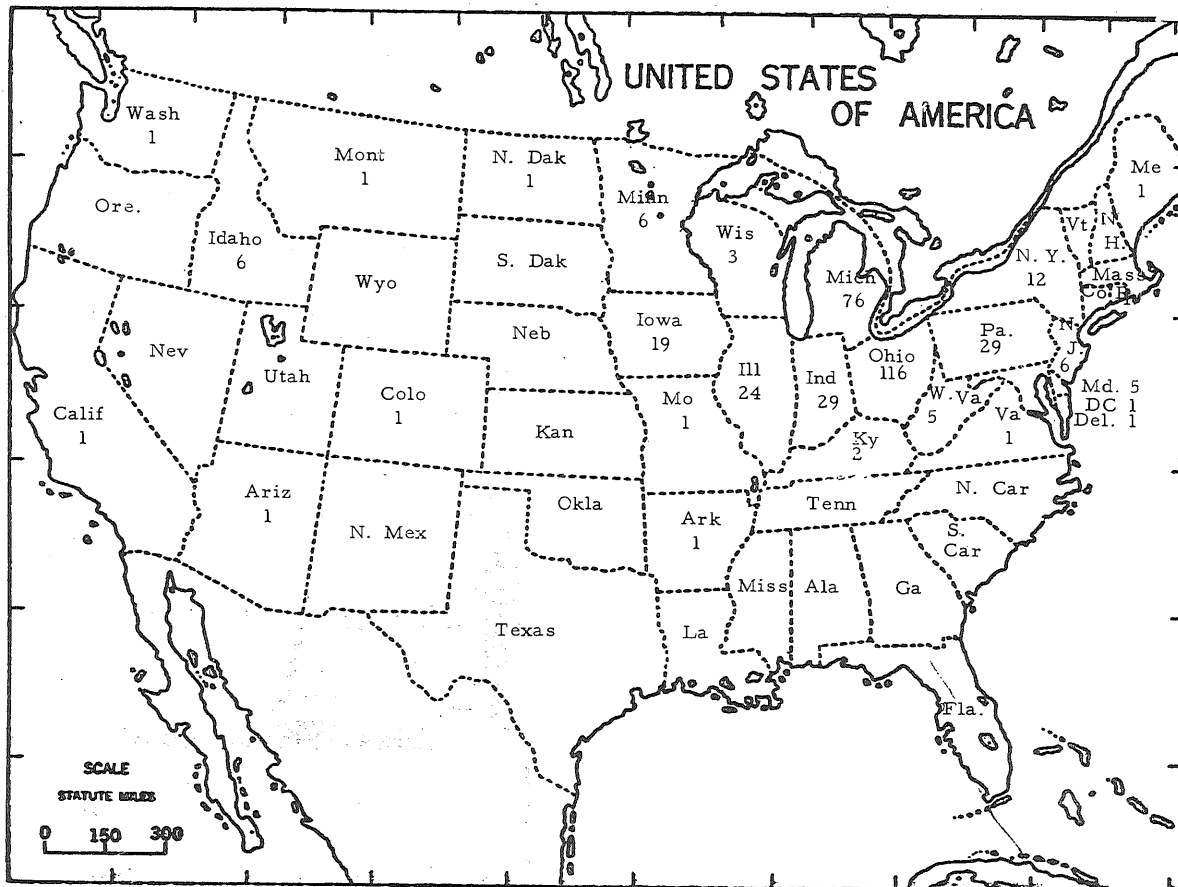 UNITED STATES
OF AMERICA
Wash
1
Ore.
Idaho
6
Mont
1
N. Dak
1
S. Dak
Wyo
Neb
Minn
6
Wis
3
Mich
76
Iowa
19
Ill
24
Ind
29
Ohio
116
Pa.
29
N. Y.
12
Vt.
N.
H.
Me
1
Mass
Co
N.
J.
6
Md. 5
DC 1
Del. 1
W. Va
5
Va
1
Ky
2
Calif
1
Nev
Utah
Colo
1
Kan
Mo
1
Ariz
1
N. Mex
Okla
Ark
1
Tenn
N. Car
S.
Car
Texas
La
Miss
Ala
Ga
Fla.
SCALE
STATUTE MILES
0 150 300